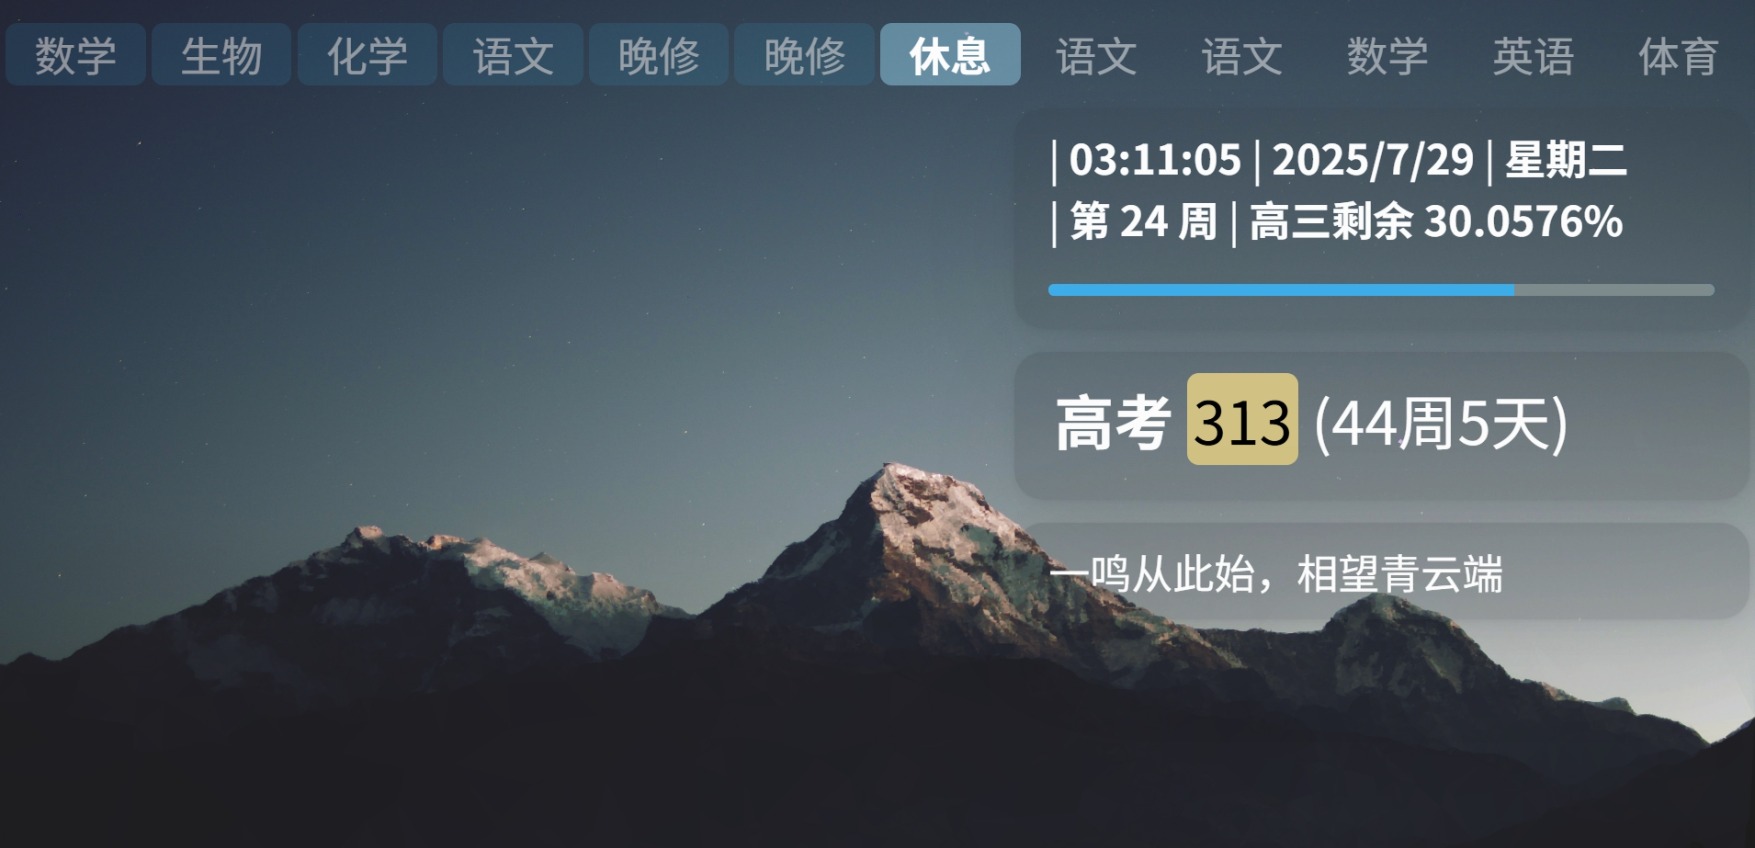 数学 生物 化学 语文 晚修 晚修 休息 语文 语文 数学 英语 体育
| 03:11:05 | 2025/7/29 | 星期二
| 第 24 周 | 高三剩余 30.0576%
高考 313 (44周5天)
一鸣从此始，相望青云端